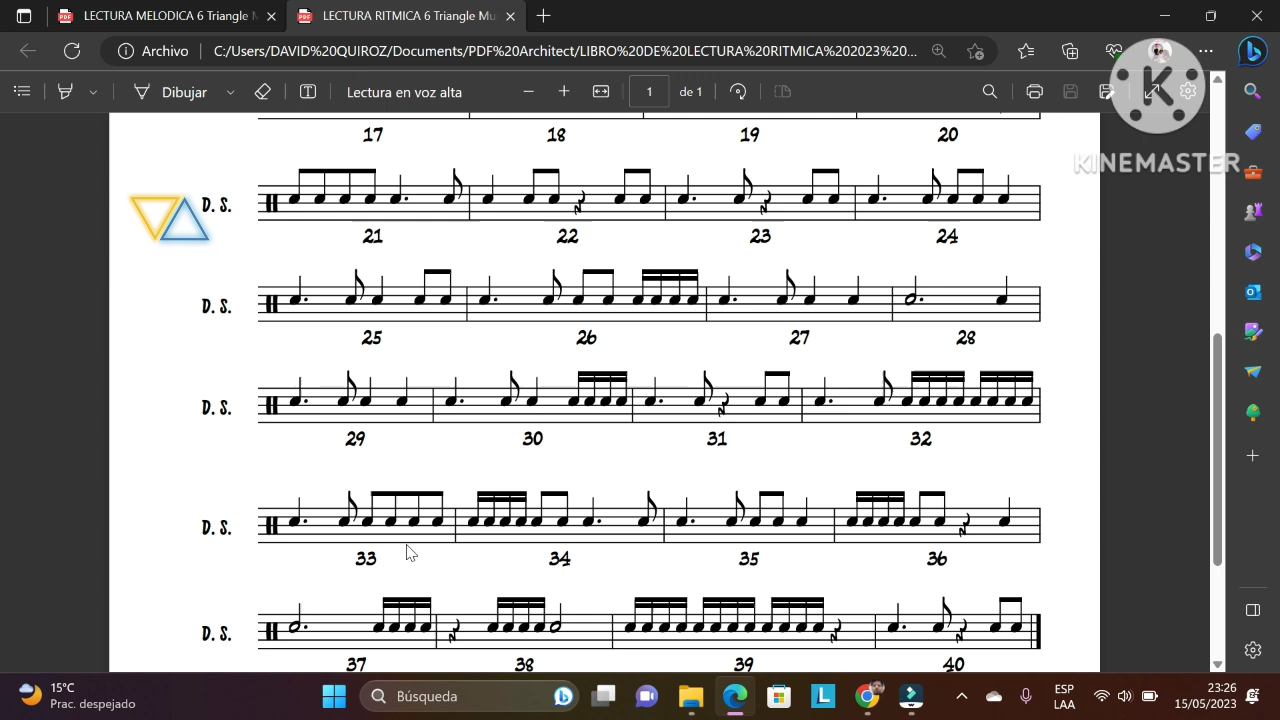 LECTURA MELODICA 6 Triangle M
LECTURA RITMICA 6 Triangle Mu
Archivo
C:/Users/DAVID%20QUIROZ/Documents/PDF%20Architect/LIBRO%20DE%20LECTURA%20RITMICA%202023%20...
Dibujar
Lectura en voz alta
1
de 1
K
KINEMASTER
17 18 19 20
D. S.
21 22 23 24
D. S.
25 26 27 28
D. S.
29 30 31 32
D. S.
33 34 35 36
D. S.
37 38 39 40
15°C
Prac. despejado
Búsqueda
L
ESP
LAA
23:26
15/05/2023